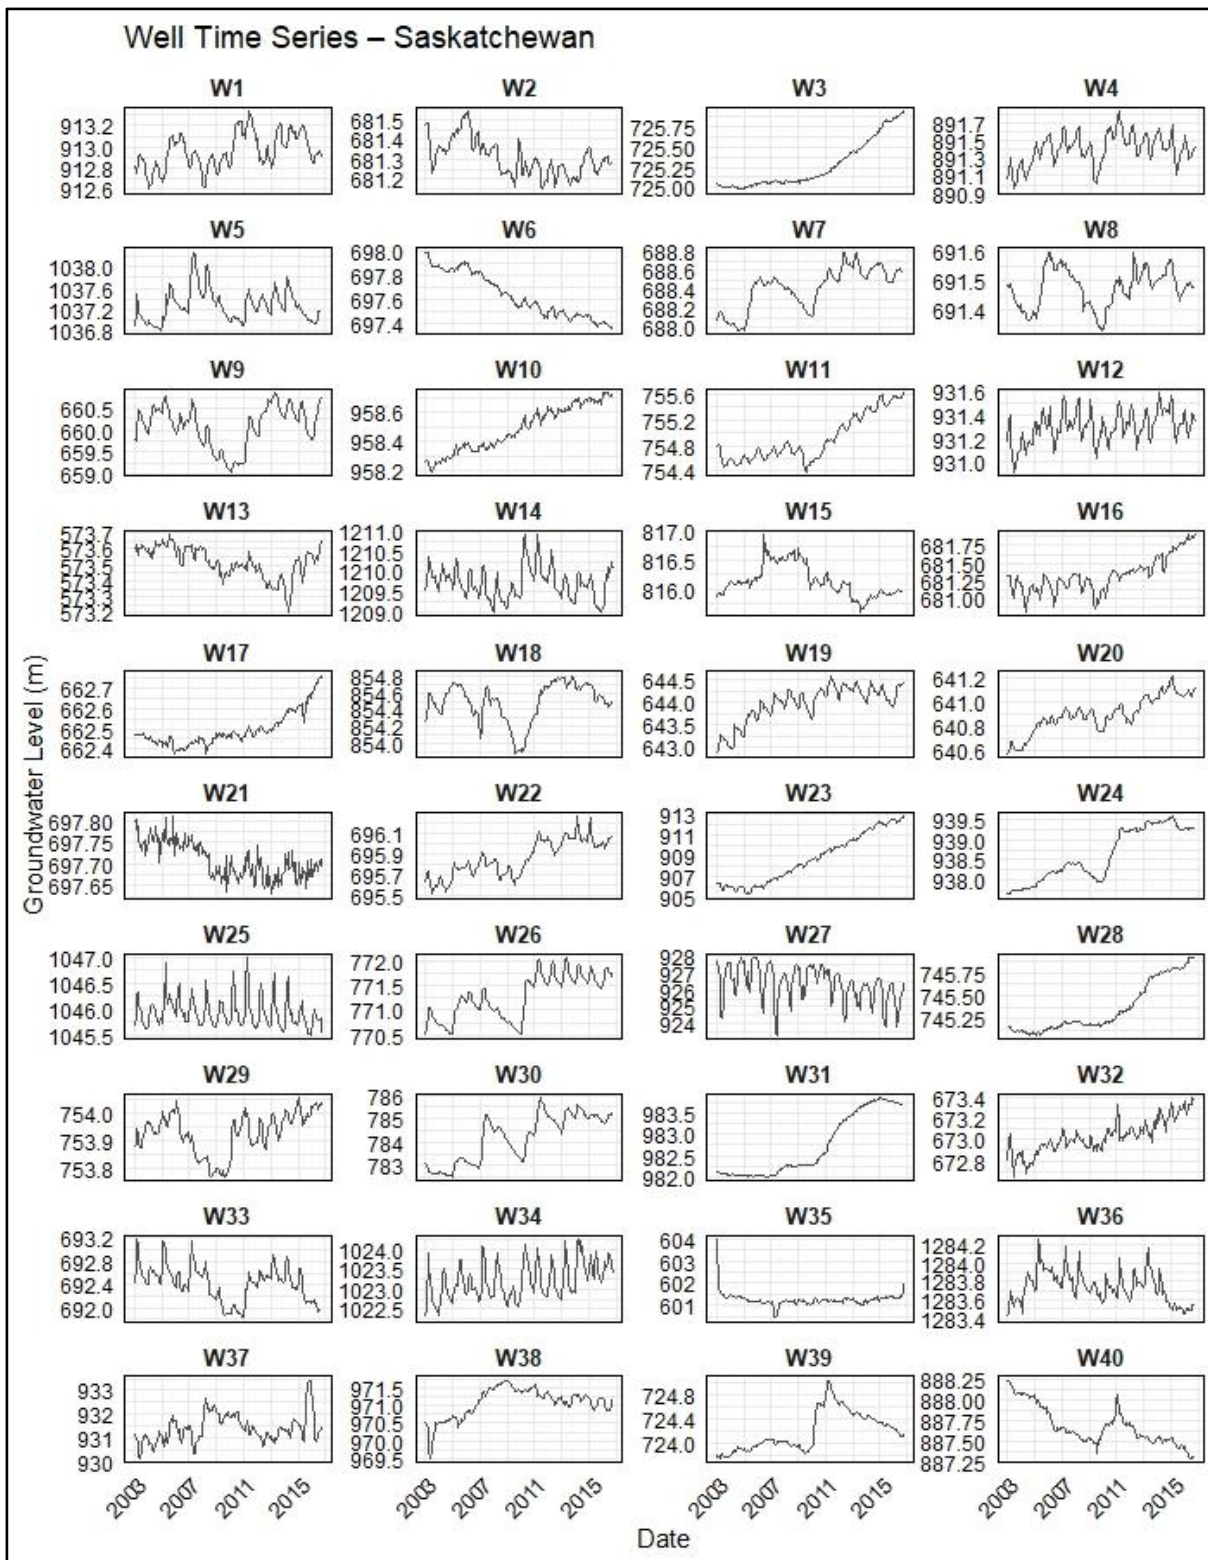 Well Time Series – Saskatchewan
W1 W2 W3 W4
913.2 913.0 912.8 912.6 681.5 681.4 681.3 681.2 725.75 725.50 725.25 725.00 891.7 891.5 891.3 891.1 890.9
W5 W6 W7 W8
1038.0 1037.6 1037.2 1036.8 698.0 697.8 697.6 697.4 688.8 688.6 688.4 688.2 688.0 691.6 691.5 691.4
W9 W10 W11 W12
660.5 660.0 659.5 659.0 958.6 958.4 958.2 755.6 755.2 754.8 754.4 931.6 931.4 931.2 931.0
W13 W14 W15 W16
573.7 573.6 573.5 573.4 573.3 573.2 1211.0 1210.5 1210.0 1209.5 1209.0 817.0 816.5 816.0 681.75 681.50 681.25 681.00
W17 W18 W19 W20
662.7 662.6 662.5 662.4 854.8 854.6 854.4 854.2 854.0 644.5 644.0 643.5 643.0 641.2 641.0 640.8 640.6
W21 W22 W23 W24
697.80 697.75 697.70 697.65 696.1 695.9 695.7 695.5 913 911 909 907 905 939.5 939.0 938.5 938.0
W25 W26 W27 W28
1047.0 1046.5 1046.0 1045.5 772.0 771.5 771.0 770.5 928 927 926 925 924 745.75 745.50 745.25
W29 W30 W31 W32
754.0 753.9 753.8 786 785 784 783 983.5 983.0 982.5 982.0 673.4 673.2 673.0 672.8
W33 W34 W35 W36
693.2 692.8 692.4 692.0 1024.0 1023.5 1023.0 1022.5 604 603 602 601 1284.2 1284.0 1283.8 1283.6 1283.4
W37 W38 W39 W40
933 932 931 930 971.5 971.0 970.5 970.0 969.5 724.8 724.4 724.0 888.25 888.00 887.75 887.50 887.25
2003 2007 2011 2015 2003 2007 2011 2015 2003 2007 2011 2015 2003 2007 2011 2015
Groundwater Level (m)
Date